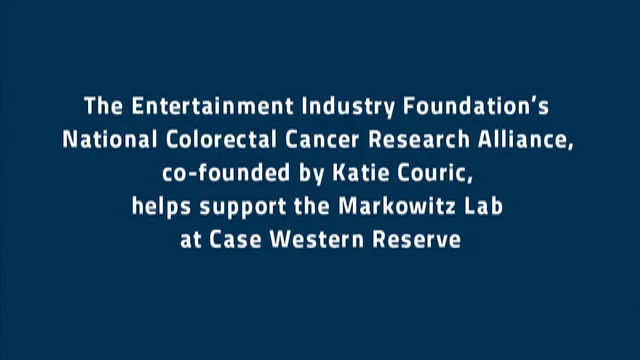 The Entertainment Industry Foundation's
National Colorectal Cancer Research Alliance,
co-founded by Katie Couric,
helps support the Markowitz Lab
at Case Western Reserve